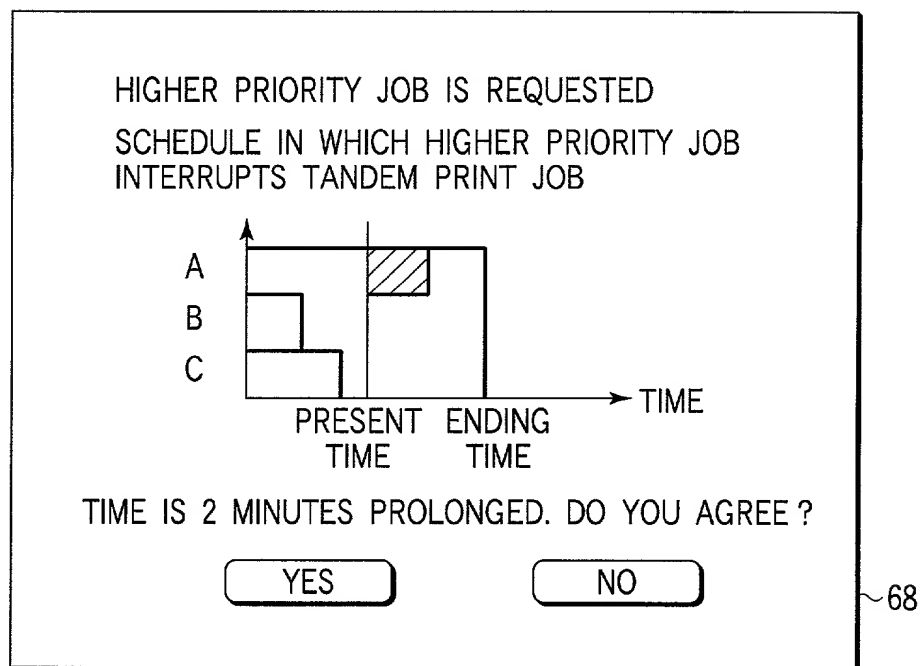 HIGHER PRIORITY JOB IS REQUESTED
SCHEDULE IN WHICH HIGHER PRIORITY JOB
INTERRUPTS TANDEM PRINT JOB
A
B
C
TIME
PRESENT TIME
ENDING TIME
TIME IS 2 MINUTES PROLONGED. DO YOU AGREE?
YES
NO
68